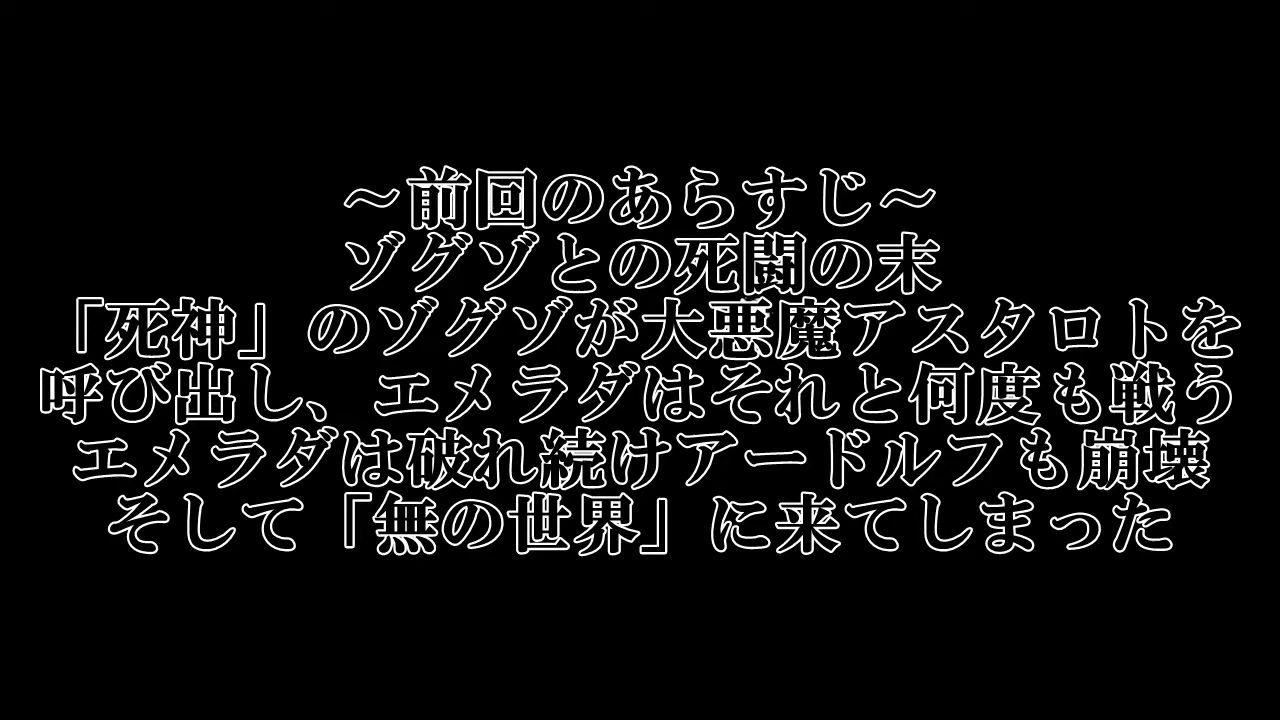 ～前回のあらすじ～
ゾグゾとの死闘の末
「死神」のゾグゾが大悪魔アスタロトを
呼び出し、エメラダはそれと何度も戦う
エメラダは破れ続けアードルフも崩壊
そして「無の世界」に来てしまった